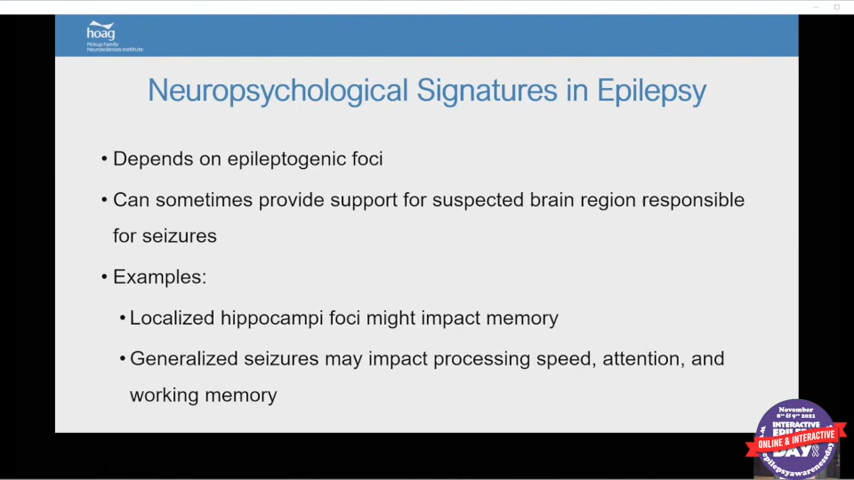 hoag
Pickup Family
Neurosciences Institute
Neuropsychological Signatures in Epilepsy
• Depends on epileptogenic foci
• Can sometimes provide support for suspected brain region responsible
for seizures
• Examples:
• Localized hippocampi foci might impact memory
• Generalized seizures may impact processing speed, attention, and
working memory
November
8th & 9th 2021
INTERACTIVE
ONLINE & INTERACTIVE
DAY
epilepsyawarenessday